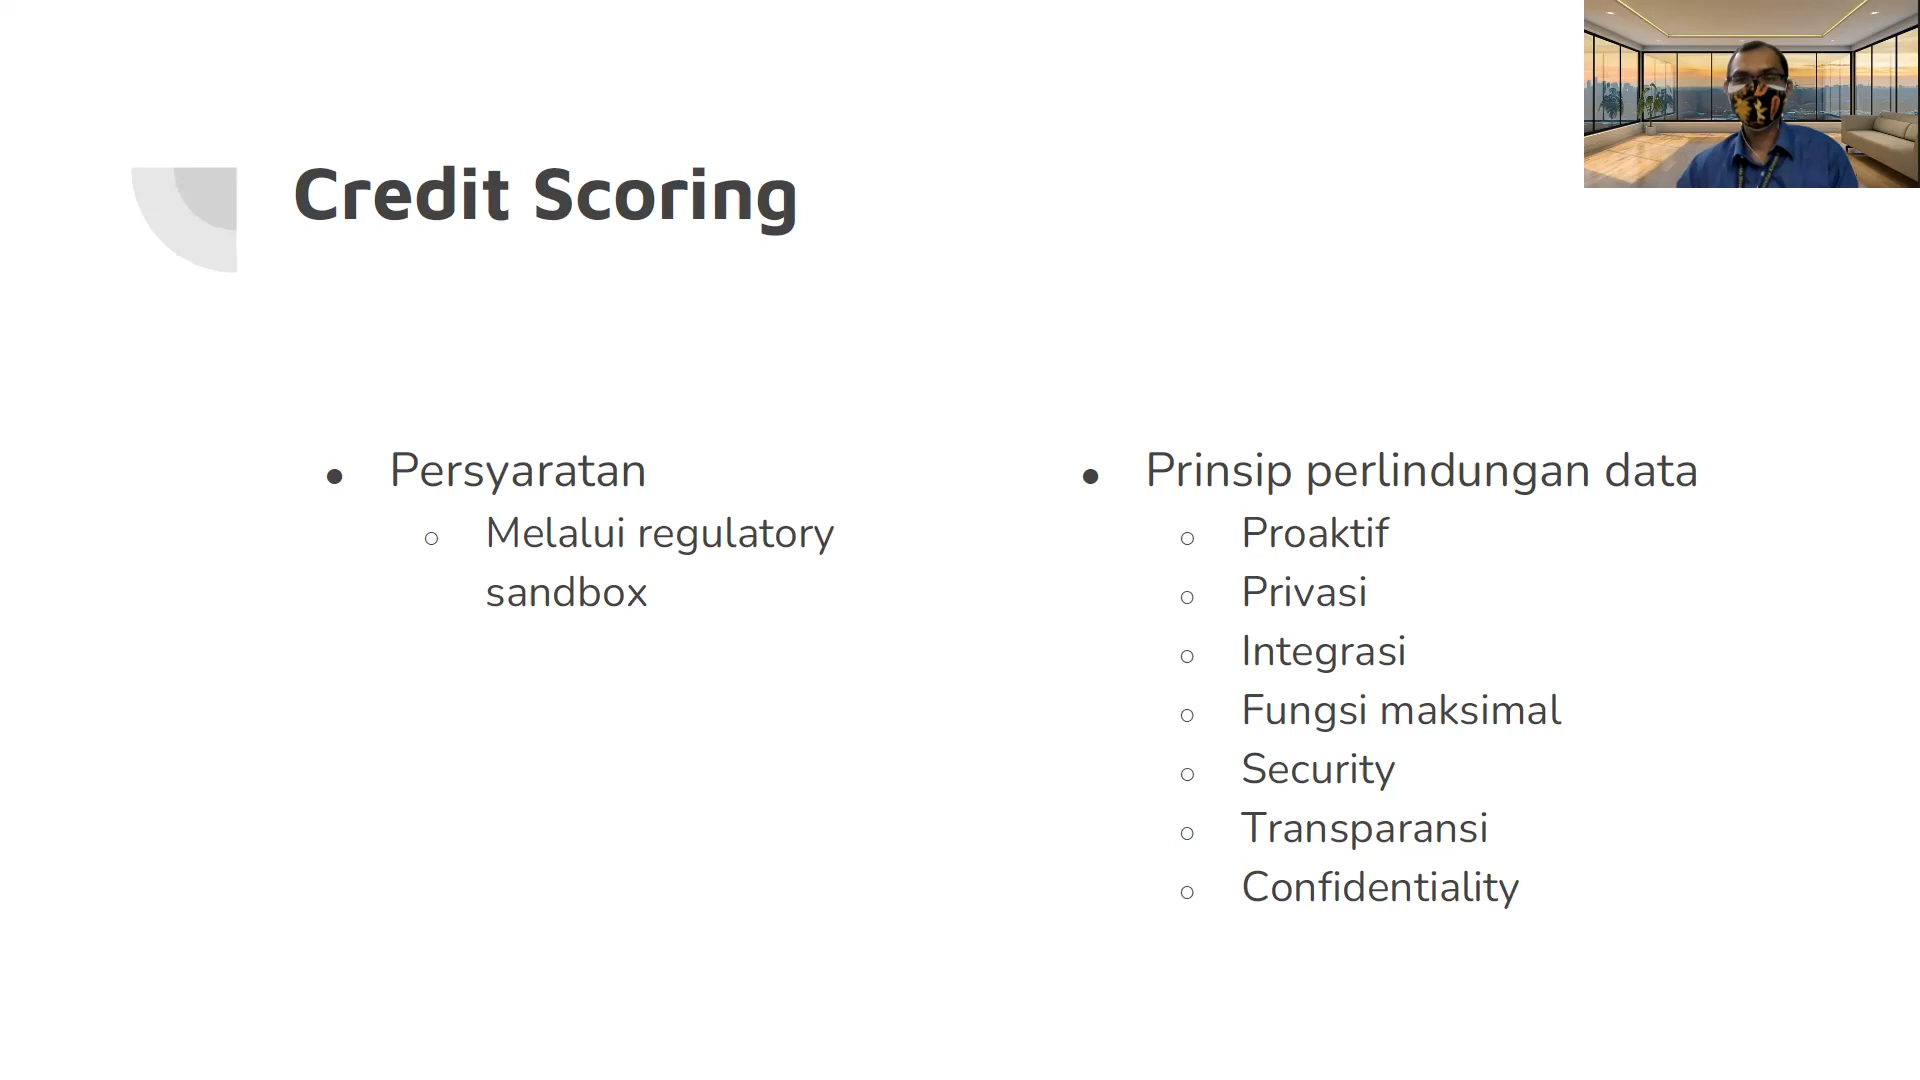 Credit Scoring
● Persyaratan
○ Melalui regulatory
sandbox
● Prinsip perlindungan data
○ Proaktif
○ Privasi
○ Integrasi
○ Fungsi maksimal
○ Security
○ Transparansi
○ Confidentiality